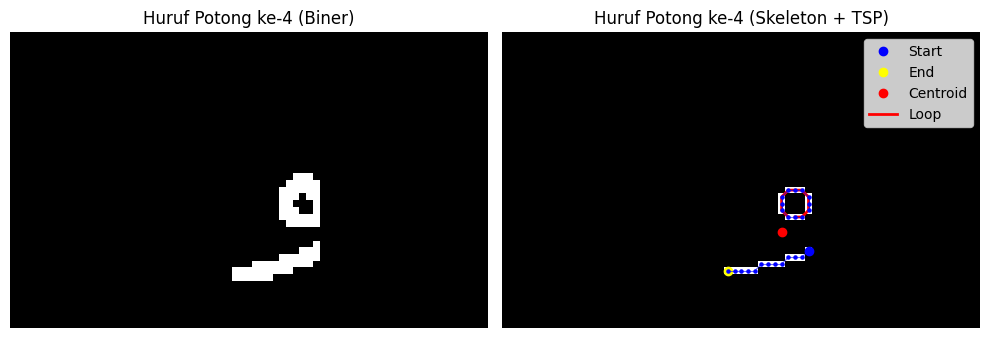 Huruf Potong ke-4 (Biner)
Huruf Potong ke-4 (Skeleton + TSP)
Start
End
Centroid
Loop